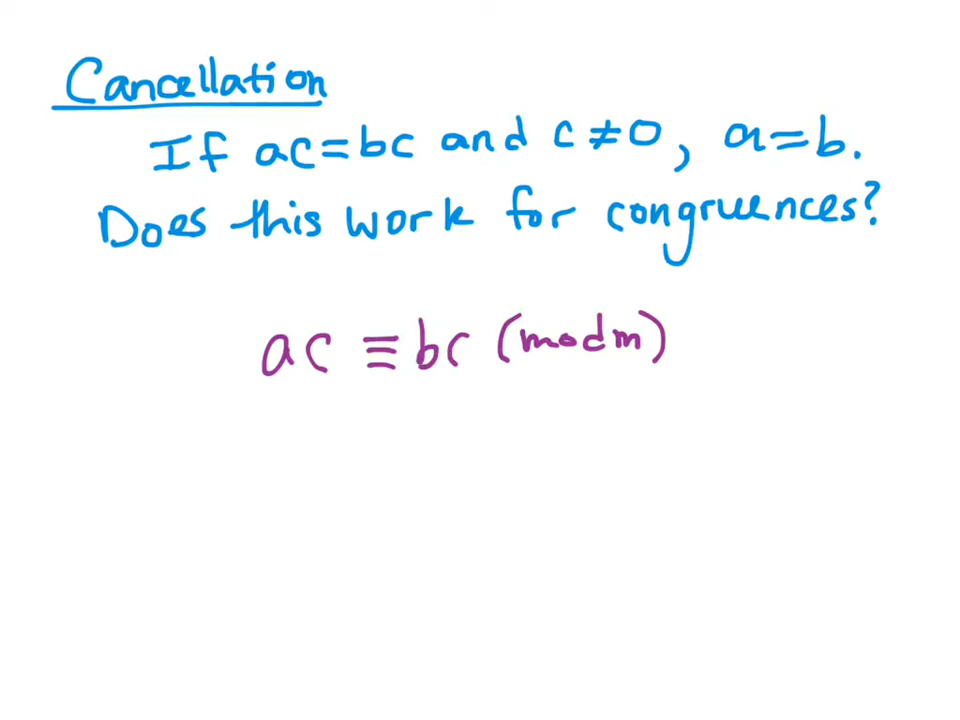 Cancellation
If ac=bc and c≠0, a=b.
Does this work for congruences?
ac ≡ bc (mod m)